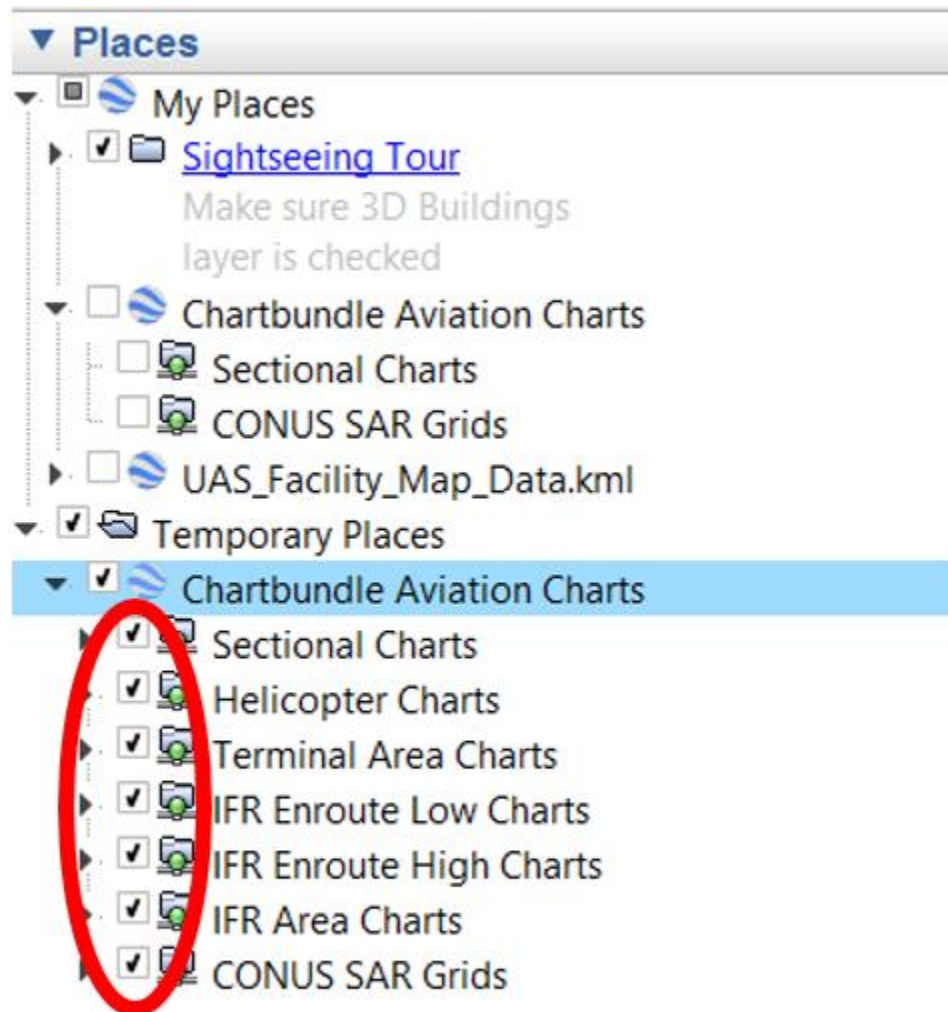 Places
My Places
Sightseeing Tour
Make sure 3D Buildings
layer is checked
Chartbundle Aviation Charts
Sectional Charts
CONUS SAR Grids
UAS_Facility_Map_Data.kml
Temporary Places
Chartbundle Aviation Charts
Sectional Charts
Helicopter Charts
Terminal Area Charts
IFR Enroute Low Charts
IFR Enroute High Charts
IFR Area Charts
CONUS SAR Grids